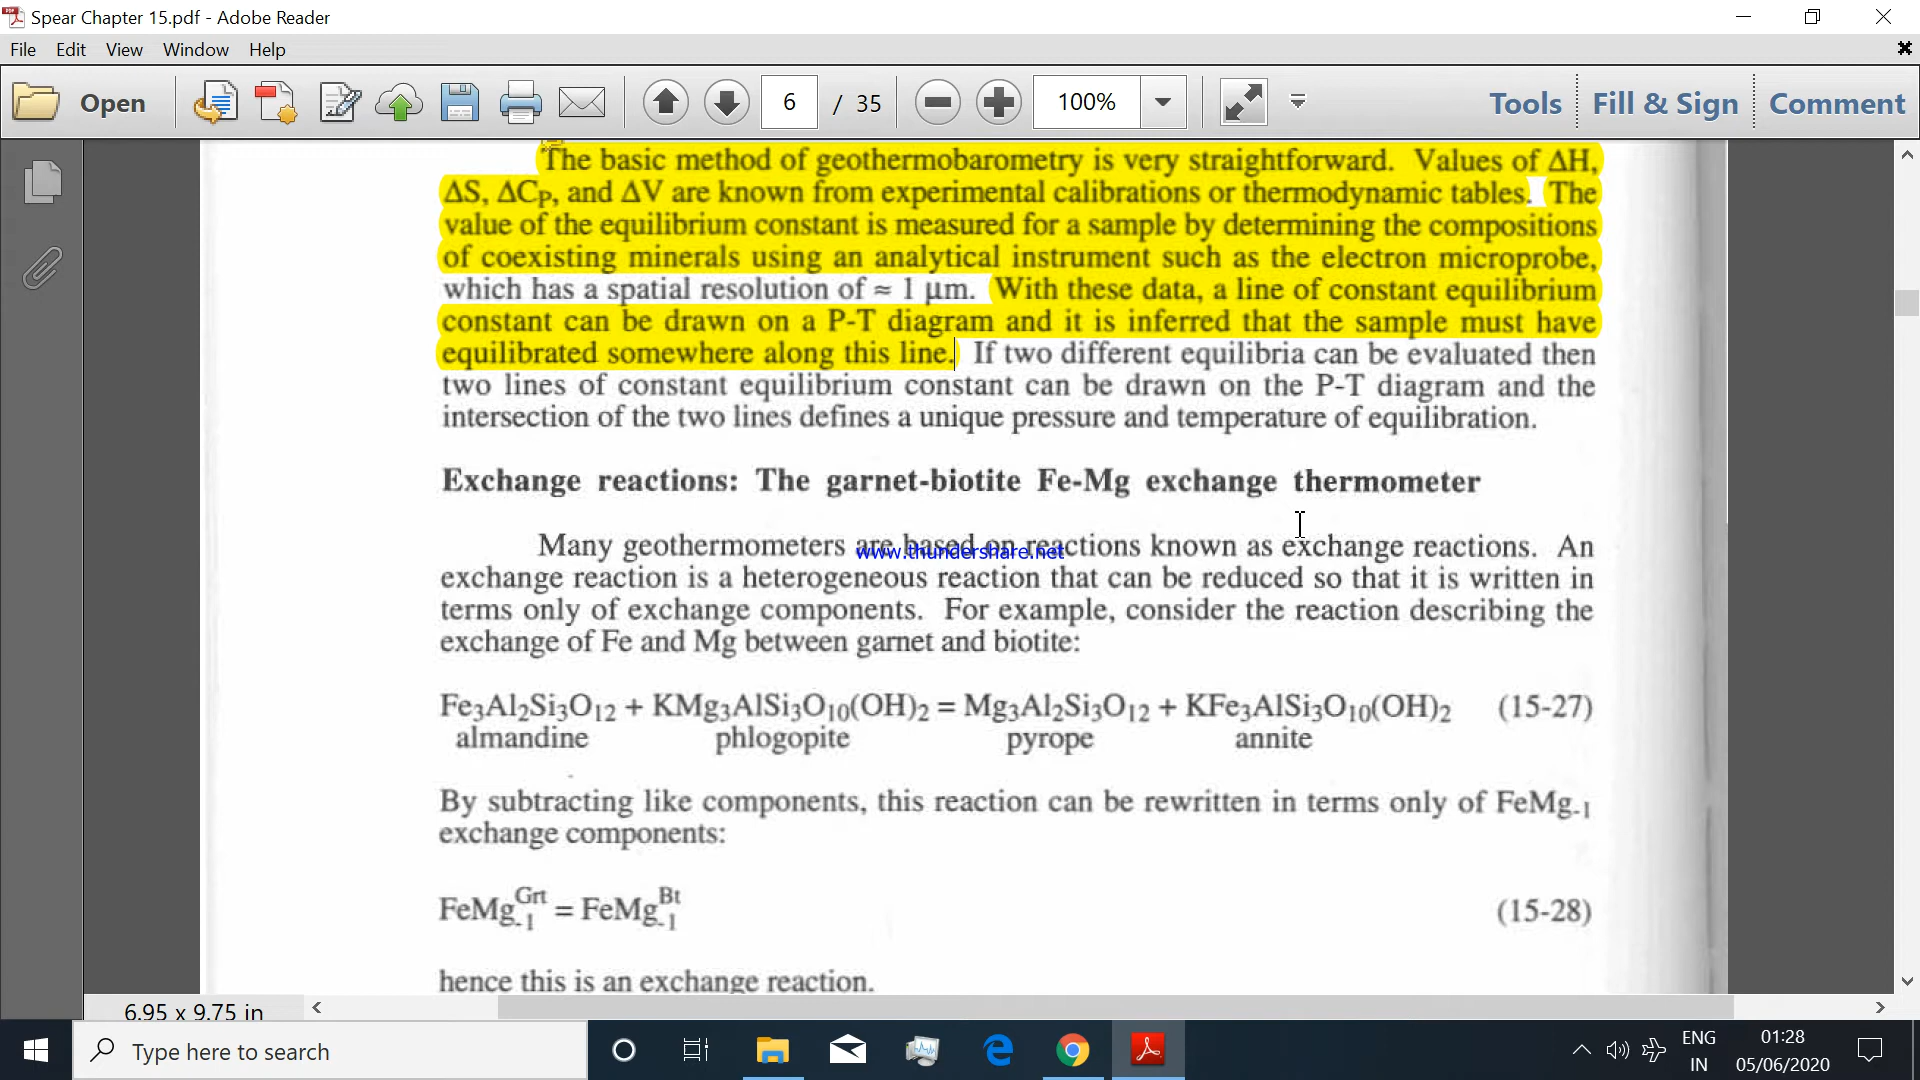 Spear Chapter 15.pdf - Adobe Reader
File Edit View Window Help
Open 6 / 35 100% Tools Fill & Sign Comment
The basic method of geothermobarometry is very straightforward. Values of ΔH,
ΔS, ΔCP, and ΔV are known from experimental calibrations or thermodynamic tables. The
value of the equilibrium constant is measured for a sample by determining the compositions
of coexisting minerals using an analytical instrument such as the electron microprobe,
which has a spatial resolution of ≈ 1 μm. With these data, a line of constant equilibrium
constant can be drawn on a P-T diagram and it is inferred that the sample must have
equilibrated somewhere along this line. If two different equilibria can be evaluated then
two lines of constant equilibrium constant can be drawn on the P-T diagram and the
intersection of the two lines defines a unique pressure and temperature of equilibration.
Exchange reactions: The garnet-biotite Fe-Mg exchange thermometer
Many geothermometers are based on reactions known as exchange reactions. An
www.thundershare.net
exchange reaction is a heterogeneous reaction that can be reduced so that it is written in
terms only of exchange components. For example, consider the reaction describing the
exchange of Fe and Mg between garnet and biotite:
Fe3Al2Si3O12 + KMg3AlSi3O10(OH)2 = Mg3Al2Si3O12 + KFe3AlSi3O10(OH)2 (15-27)
almandine phlogopite pyrope annite
By subtracting like components, this reaction can be rewritten in terms only of FeMg-1
exchange components:
FeMg-1^Grt = FeMg-1^Bt (15-28)
hence this is an exchange reaction.
6.95 x 9.75 in
Type here to search
ENG 01:28
IN 05/06/2020